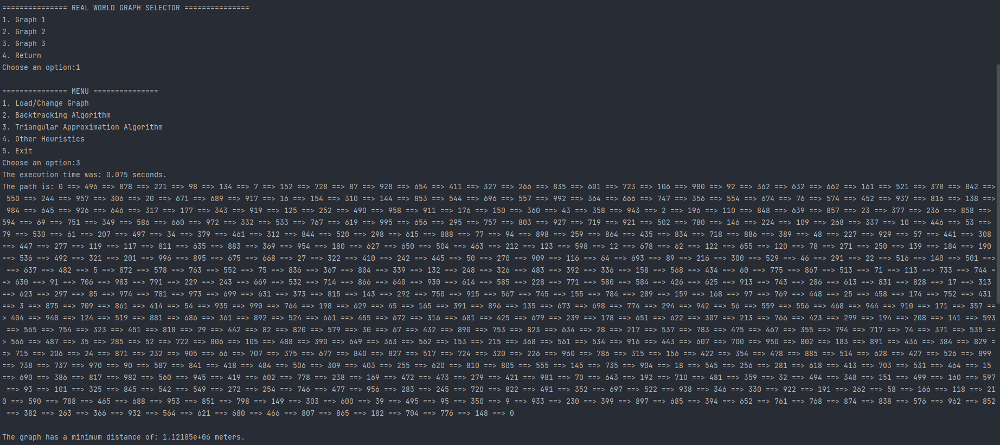 =============== REAL WORLD GRAPH SELECTOR ===============
1. Graph 1
2. Graph 2
3. Graph 3
4. Return
Choose an option:1
=============== MENU ===============
1. Load/Change Graph
2. Backtracking Algorithm
3. Triangular Approximation Algorithm
4. Other Heuristics
5. Exit
Choose an option:3
The execution time was: 0.075 seconds.
The path is: 0 ==> 496 ==> 878 ==> 221 ==> 98 ==> 134 ==> 7 ==> 152 ==> 728 ==> 87 ==> 928 ==> 654 ==> 411 ==> 327 ==> 266 ==> 835 ==> 601 ==> 723 ==> 106 ==> 980 ==> 92 ==> 362 ==> 632 ==> 662 ==> 161 ==> 521 ==> 378 ==> 842 ==>
550 ==> 244 ==> 957 ==> 306 ==> 20 ==> 671 ==> 689 ==> 917 ==> 16 ==> 154 ==> 310 ==> 144 ==> 853 ==> 544 ==> 696 ==> 557 ==> 992 ==> 364 ==> 666 ==> 747 ==> 356 ==> 554 ==> 674 ==> 76 ==> 574 ==> 452 ==> 937 ==> 816 ==> 138 ==>
984 ==> 645 ==> 926 ==> 646 ==> 317 ==> 177 ==> 343 ==> 919 ==> 125 ==> 252 ==> 490 ==> 958 ==> 911 ==> 176 ==> 150 ==> 360 ==> 43 ==> 358 ==> 943 ==> 2 ==> 196 ==> 110 ==> 848 ==> 639 ==> 857 ==> 23 ==> 377 ==> 236 ==> 858 ==>
594 ==> 69 ==> 751 ==> 349 ==> 586 ==> 660 ==> 972 ==> 332 ==> 533 ==> 767 ==> 619 ==> 995 ==> 656 ==> 295 ==> 757 ==> 803 ==> 927 ==> 719 ==> 921 ==> 502 ==> 780 ==> 146 ==> 224 ==> 109 ==> 268 ==> 337 ==> 10 ==> 446 ==> 53 ==>
79 ==> 530 ==> 61 ==> 207 ==> 497 ==> 34 ==> 379 ==> 461 ==> 312 ==> 844 ==> 520 ==> 298 ==> 615 ==> 888 ==> 77 ==> 94 ==> 898 ==> 259 ==> 864 ==> 435 ==> 834 ==> 718 ==> 886 ==> 389 ==> 48 ==> 227 ==> 929 ==> 57 ==> 441 ==> 308
==> 447 ==> 277 ==> 119 ==> 117 ==> 811 ==> 635 ==> 883 ==> 369 ==> 954 ==> 180 ==> 627 ==> 650 ==> 504 ==> 463 ==> 212 ==> 123 ==> 598 ==> 12 ==> 678 ==> 62 ==> 122 ==> 655 ==> 120 ==> 78 ==> 271 ==> 250 ==> 139 ==> 184 ==> 190
==> 536 ==> 492 ==> 321 ==> 201 ==> 996 ==> 895 ==> 675 ==> 668 ==> 27 ==> 322 ==> 410 ==> 242 ==> 445 ==> 50 ==> 270 ==> 909 ==> 116 ==> 64 ==> 693 ==> 89 ==> 216 ==> 300 ==> 529 ==> 46 ==> 291 ==> 22 ==> 516 ==> 140 ==> 501 ==>
==> 637 ==> 482 ==> 5 ==> 872 ==> 578 ==> 763 ==> 552 ==> 75 ==> 836 ==> 367 ==> 804 ==> 339 ==> 132 ==> 248 ==> 326 ==> 483 ==> 392 ==> 336 ==> 158 ==> 568 ==> 434 ==> 60 ==> 775 ==> 867 ==> 513 ==> 71 ==> 113 ==> 733 ==> 744 =
=> 630 ==> 91 ==> 706 ==> 983 ==> 791 ==> 229 ==> 243 ==> 669 ==> 532 ==> 714 ==> 866 ==> 640 ==> 930 ==> 614 ==> 585 ==> 228 ==> 771 ==> 580 ==> 584 ==> 426 ==> 625 ==> 913 ==> 743 ==> 286 ==> 613 ==> 831 ==> 828 ==> 17 ==> 313
==> 623 ==> 297 ==> 85 ==> 974 ==> 781 ==> 973 ==> 699 ==> 631 ==> 373 ==> 815 ==> 143 ==> 292 ==> 750 ==> 915 ==> 567 ==> 745 ==> 155 ==> 784 ==> 289 ==> 159 ==> 168 ==> 97 ==> 769 ==> 448 ==> 25 ==> 458 ==> 174 ==> 752 ==> 431
==> 3 ==> 875 ==> 709 ==> 861 ==> 414 ==> 54 ==> 935 ==> 990 ==> 764 ==> 198 ==> 629 ==> 45 ==> 165 ==> 391 ==> 896 ==> 135 ==> 673 ==> 698 ==> 774 ==> 294 ==> 942 ==> 56 ==> 559 ==> 556 ==> 468 ==> 944 ==> 910 ==> 171 ==> 357 ==
> 404 ==> 948 ==> 124 ==> 519 ==> 881 ==> 686 ==> 361 ==> 892 ==> 524 ==> 661 ==> 455 ==> 672 ==> 316 ==> 681 ==> 425 ==> 679 ==> 239 ==> 178 ==> 651 ==> 622 ==> 307 ==> 213 ==> 766 ==> 423 ==> 299 ==> 194 ==> 208 ==> 141 ==> 593
==> 565 ==> 754 ==> 323 ==> 451 ==> 818 ==> 29 ==> 442 ==> 82 ==> 820 ==> 579 ==> 30 ==> 67 ==> 432 ==> 890 ==> 753 ==> 823 ==> 634 ==> 28 ==> 217 ==> 537 ==> 783 ==> 475 ==> 467 ==> 355 ==> 794 ==> 717 ==> 74 ==> 371 ==> 535 ==
> 566 ==> 487 ==> 35 ==> 285 ==> 52 ==> 722 ==> 806 ==> 105 ==> 488 ==> 390 ==> 649 ==> 363 ==> 562 ==> 153 ==> 215 ==> 368 ==> 561 ==> 534 ==> 916 ==> 443 ==> 607 ==> 700 ==> 950 ==> 802 ==> 183 ==> 891 ==> 436 ==> 384 ==> 829 =
=> 715 ==> 206 ==> 24 ==> 871 ==> 232 ==> 905 ==> 66 ==> 707 ==> 375 ==> 677 ==> 840 ==> 827 ==> 517 ==> 724 ==> 320 ==> 226 ==> 960 ==> 786 ==> 315 ==> 156 ==> 422 ==> 354 ==> 478 ==> 885 ==> 514 ==> 628 ==> 427 ==> 526 ==> 899
==> 738 ==> 737 ==> 970 ==> 90 ==> 587 ==> 841 ==> 418 ==> 484 ==> 506 ==> 309 ==> 403 ==> 255 ==> 620 ==> 810 ==> 805 ==> 555 ==> 145 ==> 735 ==> 904 ==> 18 ==> 545 ==> 256 ==> 281 ==> 618 ==> 413 ==> 703 ==> 531 ==> 464 ==> 15
==> 690 ==> 386 ==> 817 ==> 982 ==> 560 ==> 945 ==> 419 ==> 602 ==> 778 ==> 238 ==> 169 ==> 472 ==> 473 ==> 279 ==> 421 ==> 981 ==> 70 ==> 643 ==> 192 ==> 710 ==> 481 ==> 359 ==> 32 ==> 494 ==> 348 ==> 151 ==> 499 ==> 160 ==> 597
==> 93 ==> 101 ==> 325 ==> 845 ==> 542 ==> 549 ==> 272 ==> 254 ==> 746 ==> 477 ==> 956 ==> 283 ==> 245 ==> 720 ==> 822 ==> 491 ==> 352 ==> 697 ==> 522 ==> 938 ==> 346 ==> 330 ==> 922 ==> 191 ==> 262 ==> 58 ==> 166 ==> 118 ==> 21
0 ==> 590 ==> 788 ==> 465 ==> 688 ==> 953 ==> 851 ==> 798 ==> 149 ==> 303 ==> 600 ==> 39 ==> 495 ==> 95 ==> 350 ==> 9 ==> 933 ==> 230 ==> 399 ==> 897 ==> 685 ==> 394 ==> 652 ==> 761 ==> 768 ==> 874 ==> 838 ==> 576 ==> 962 ==> 852
==> 382 ==> 263 ==> 366 ==> 932 ==> 564 ==> 621 ==> 680 ==> 466 ==> 807 ==> 865 ==> 182 ==> 704 ==> 776 ==> 148 ==> 0
The graph has a minimum distance of: 1.12185e+06 meters.